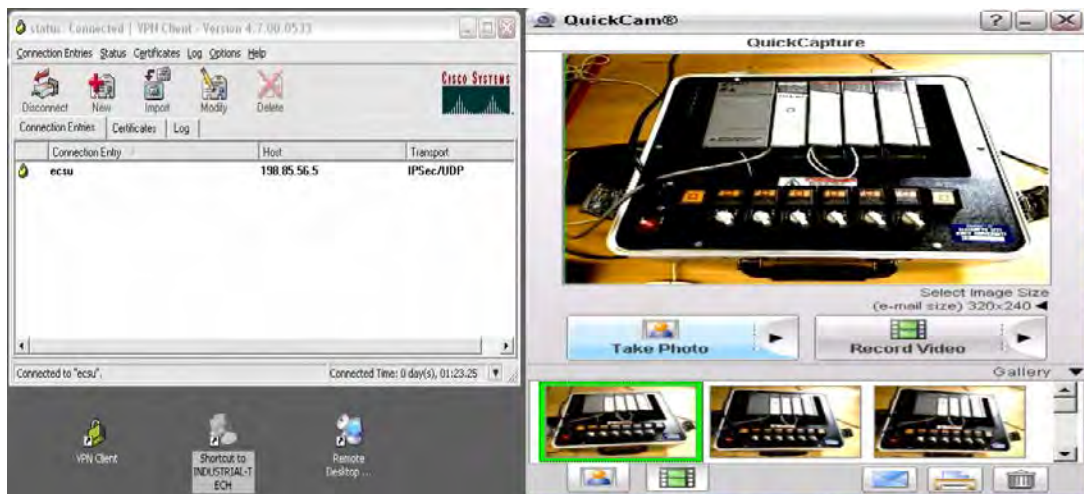 status: Connected | VPN Client - Version 4.7.00.0533
Connection Entries Status Certificates Log Options Help
Disconnect New Import Modify Delete
CISCO SYSTEMS
Connection Entries Certificates Log
Connection Entry Host Transport
ecsu 198.85.56.5 IPSec/UDP
Connected to "ecsu". Connected Time: 0 day(s), 01:23.25
VPN Client
Shortcut to
INDUSTRIAL-T
ECH
Remote
Desktop ...
QuickCam®
QuickCapture
Select Image Size
(e-mail size) 320x240
Take Photo
Record Video
Gallery